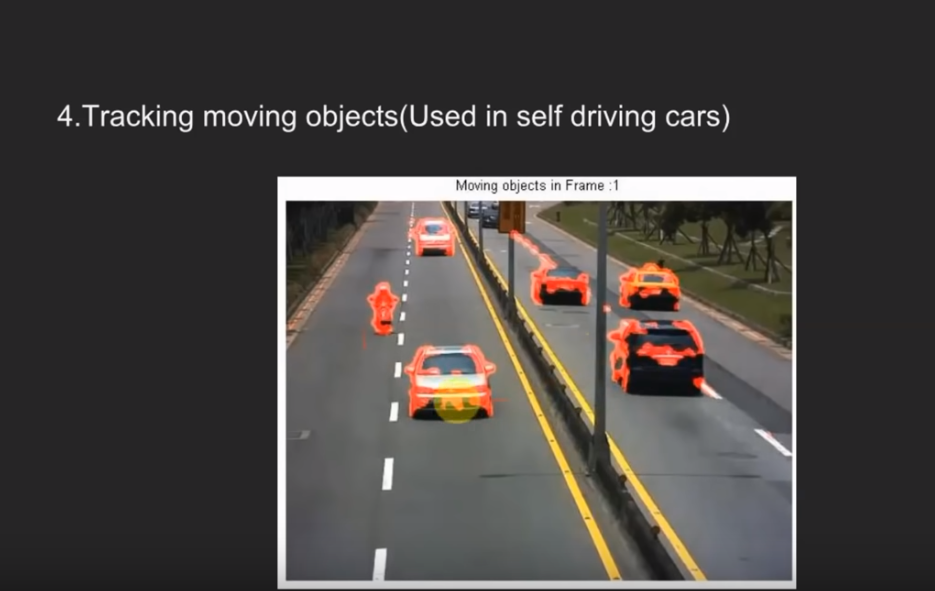 4.Tracking moving objects(Used in self driving cars)
Moving objects in Frame :1